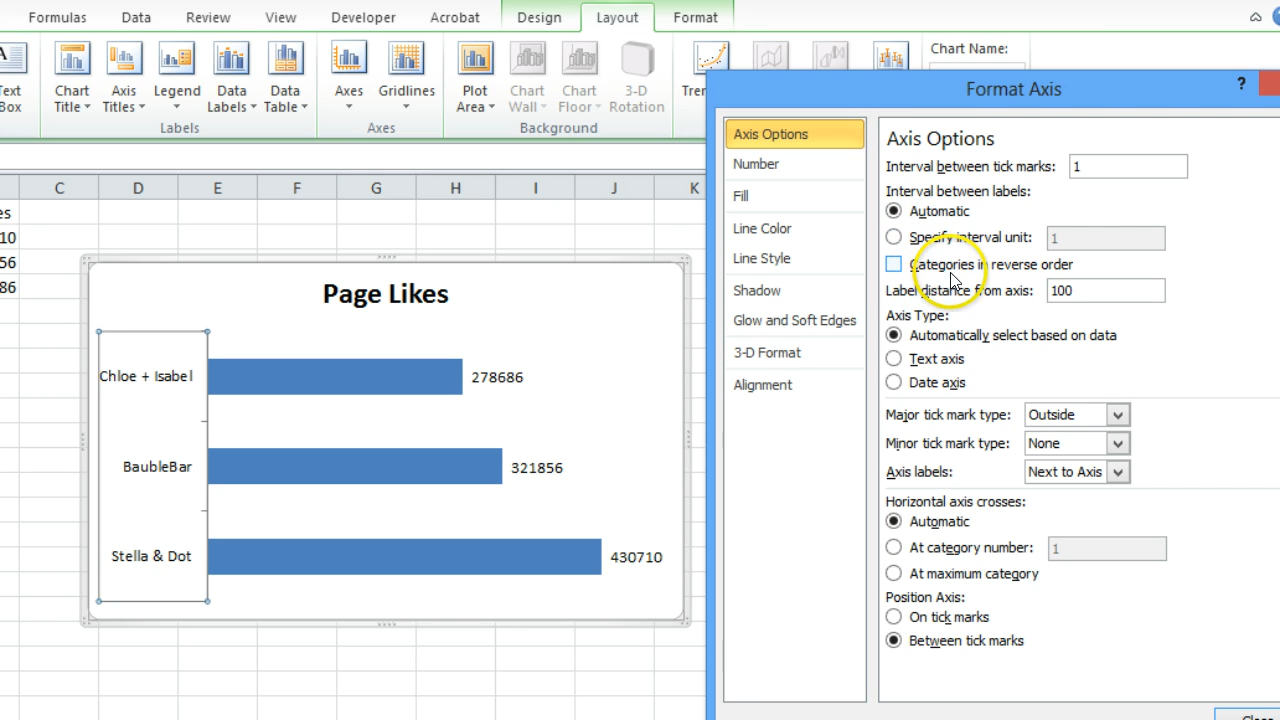 Formulas Data Review View Developer Acrobat Design Layout Format
Text Box
Chart Title
Axis Titles
Legend
Data Labels
Data Table
Axes
Gridlines
Plot Area
Chart Wall
Chart Floor
3-D Rotation
Chart Name:
Labels Axes Background
Format Axis
?
C D E F G H I J K
10
56
86
Page Likes
Chloe + Isabel 278686
BaubleBar 321856
Stella & Dot 430710
Axis Options
Number
Fill
Line Color
Line Style
Shadow
Glow and Soft Edges
3-D Format
Alignment
Axis Options
Interval between tick marks: 1
Interval between labels:
Automatic
Specify interval unit: 1
Categories in reverse order
Label distance from axis: 100
Axis Type:
Automatically select based on data
Text axis
Date axis
Major tick mark type: Outside
Minor tick mark type: None
Axis labels: Next to Axis
Horizontal axis crosses:
Automatic
At category number: 1
At maximum category
Position Axis:
On tick marks
Between tick marks